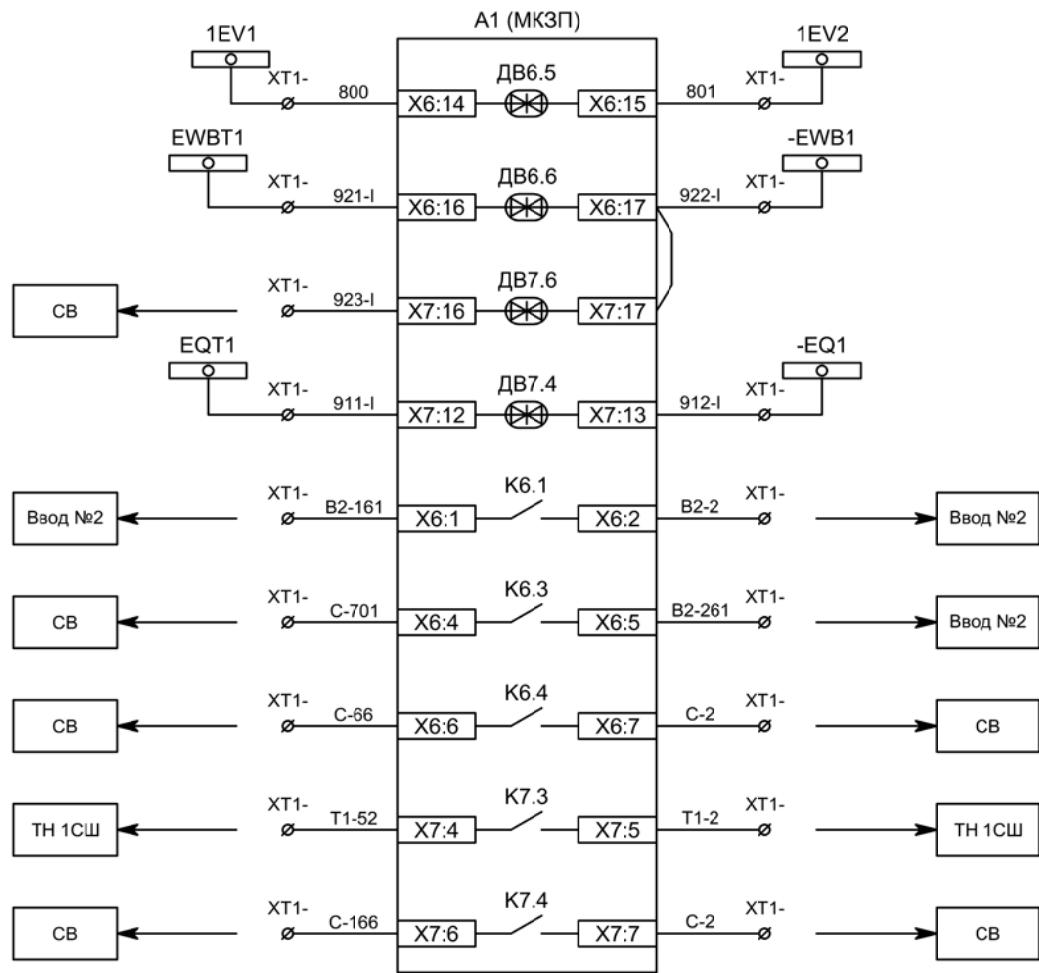 A1 (МКЗП)
1EV1
1EV2
XT1-
800
X6:14
ДВ6.5
X6:15
801
XT1-
EWBT1
-EWB1
XT1-
921-I
X6:16
ДВ6.6
X6:17
922-I
XT1-
СВ
XT1-
923-I
X7:16
ДВ7.6
X7:17
EQT1
-EQ1
XT1-
911-I
X7:12
ДВ7.4
X7:13
912-I
XT1-
Ввод №2
XT1-
В2-161
X6:1
K6.1
X6:2
В2-2
XT1-
Ввод №2
СВ
XT1-
С-701
X6:4
K6.3
X6:5
В2-261
XT1-
Ввод №2
СВ
XT1-
С-66
X6:6
K6.4
X6:7
С-2
XT1-
СВ
ТН 1СШ
XT1-
Т1-52
X7:4
K7.3
X7:5
Т1-2
XT1-
ТН 1СШ
СВ
XT1-
С-166
X7:6
K7.4
X7:7
С-2
XT1-
СВ